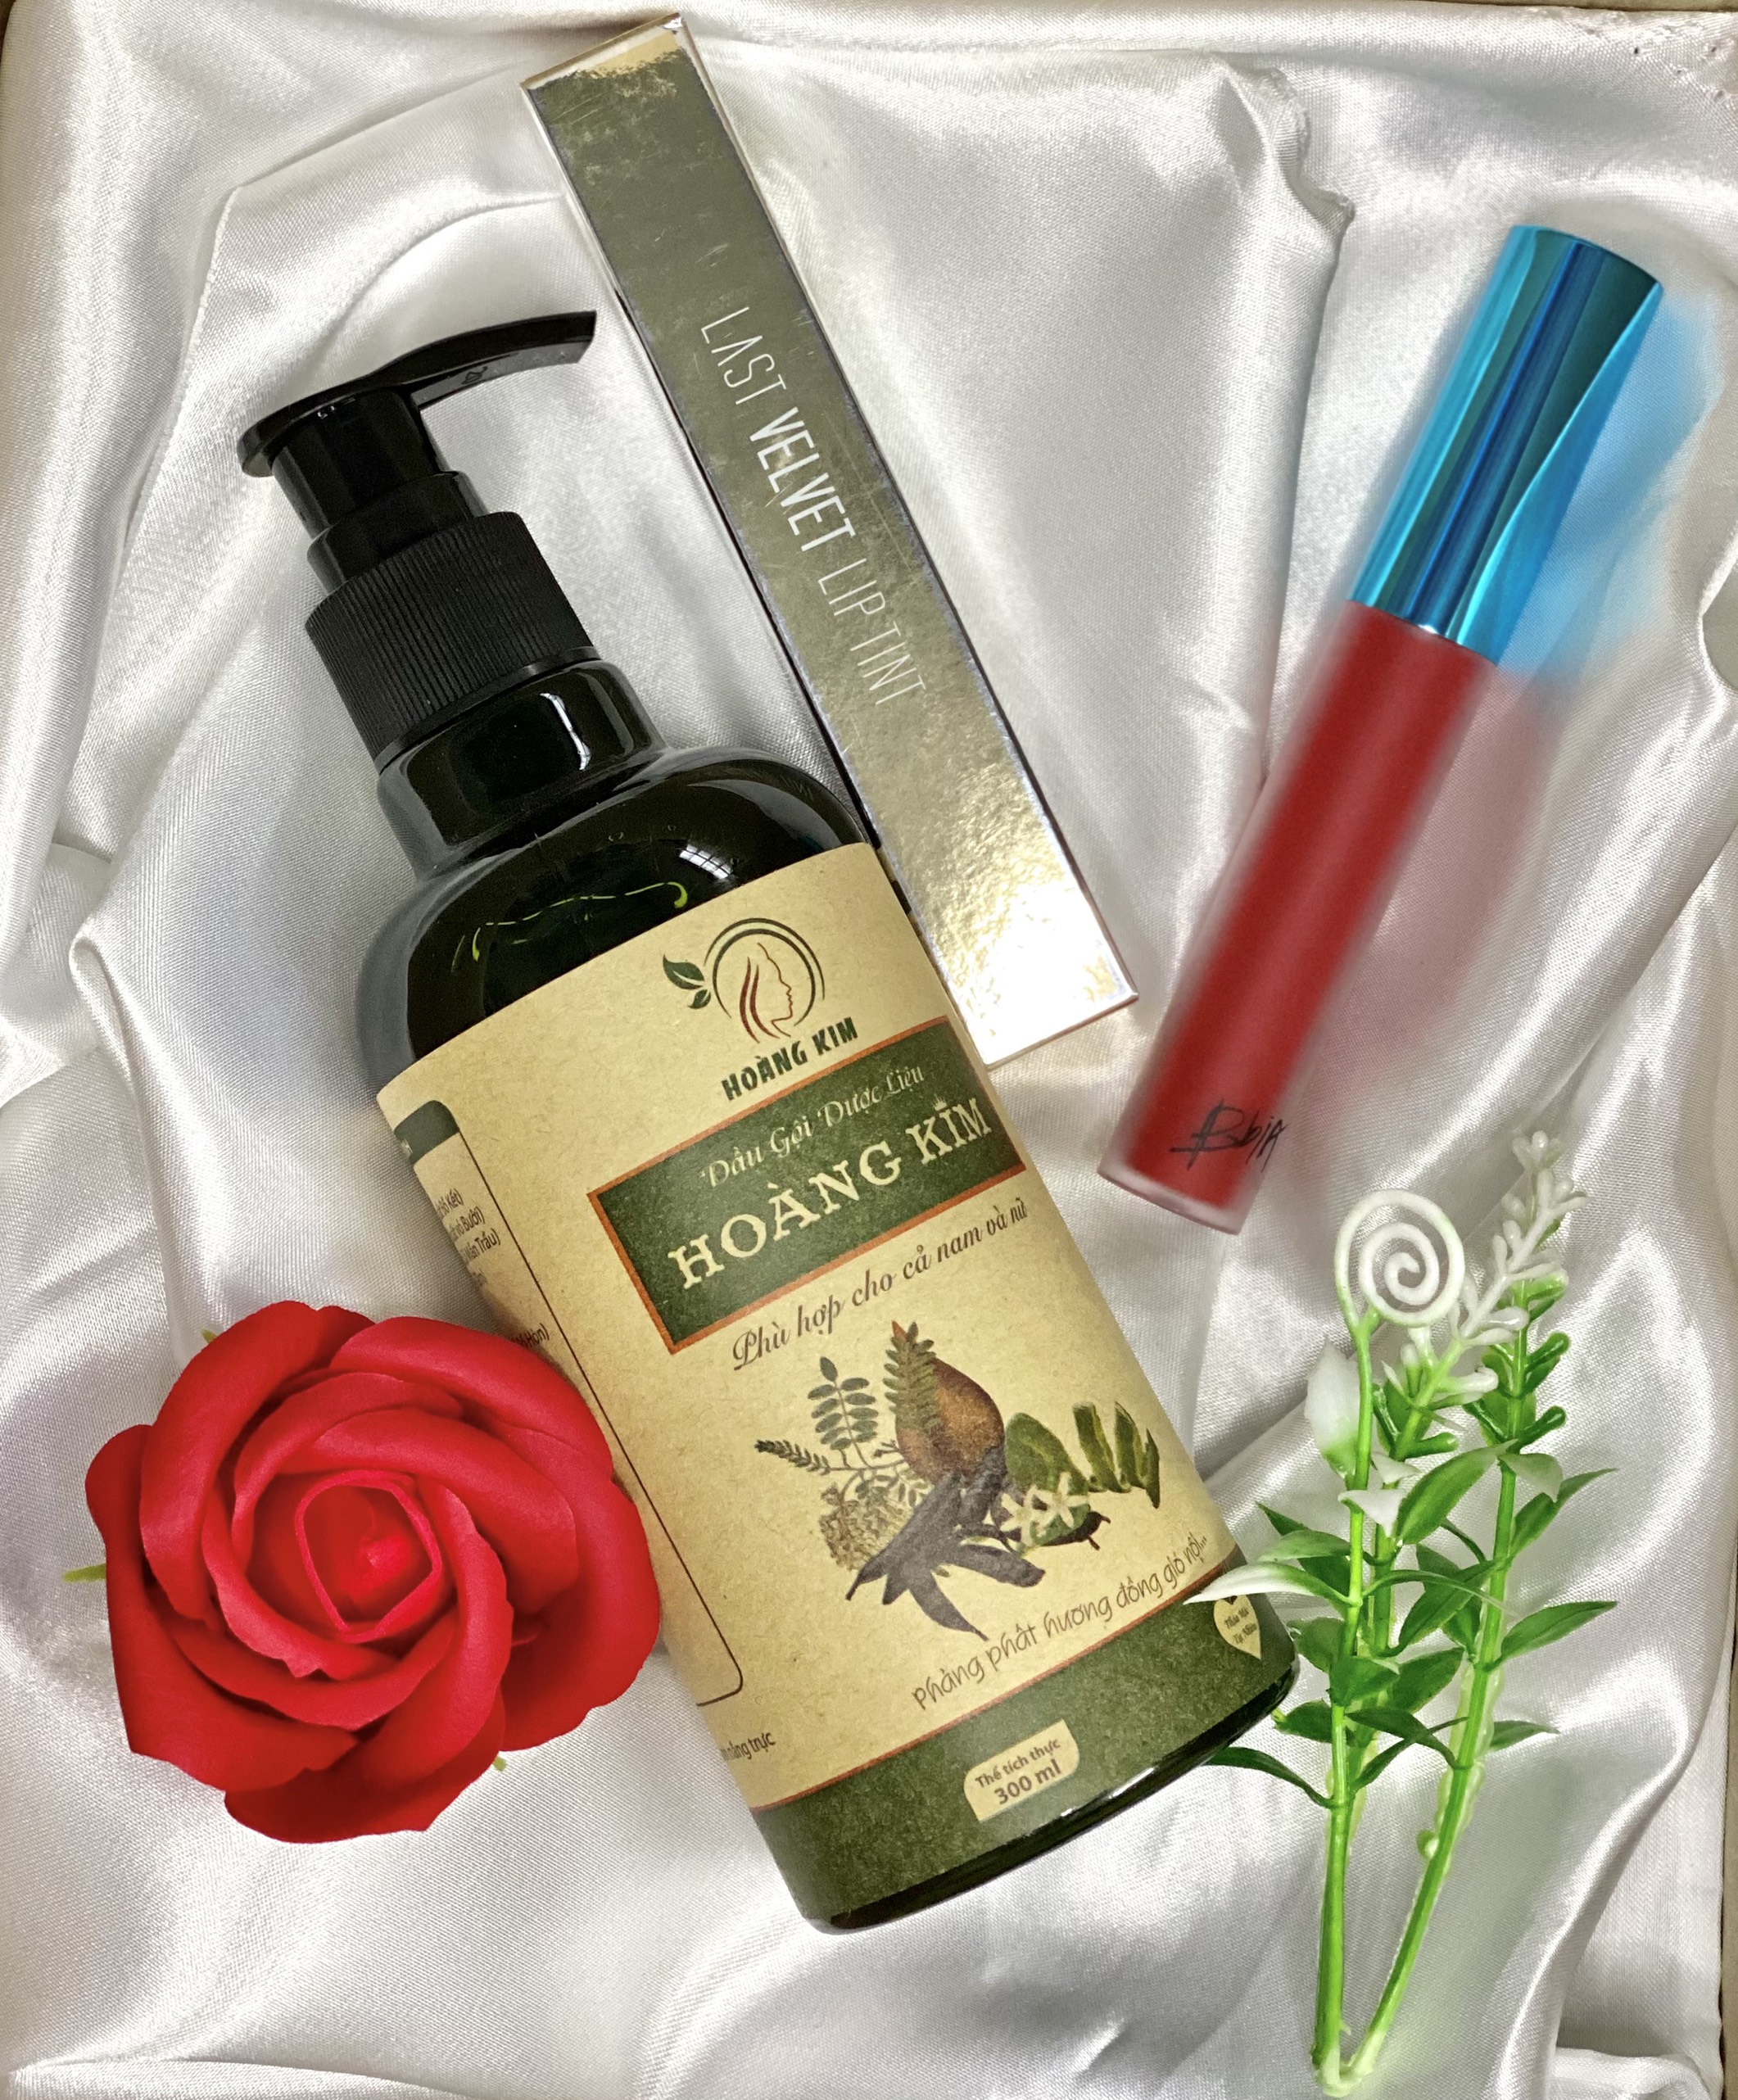 LAST VELVET LIP TINT
BbiA
HOÀNG KIM
Dầu Gội Dược Liệu
HOÀNG KIM
Phù hợp cho cả nam và nữ
Phảng phất hương đồng gió nội...
Thể tích thực
300 ml